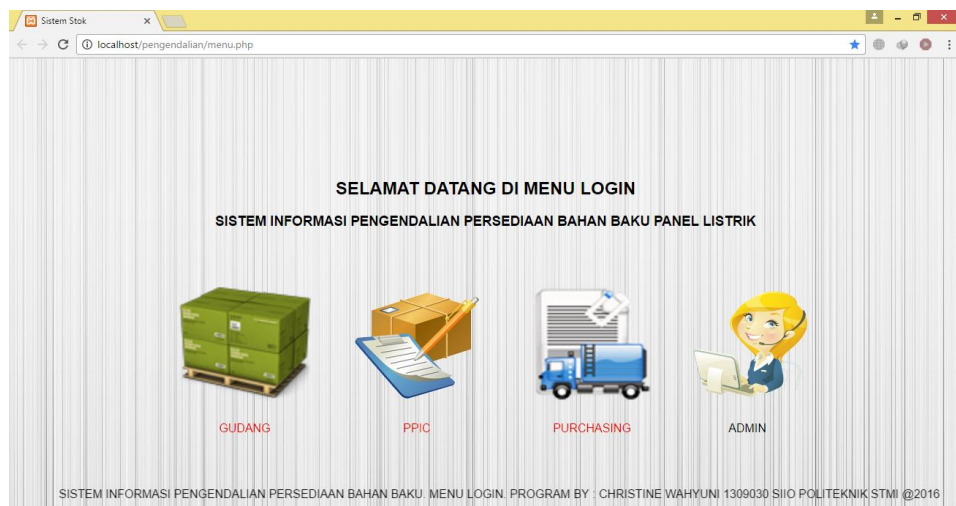 Sistem Stok
localhost/pengendalian/menu.php
SELAMAT DATANG DI MENU LOGIN
SISTEM INFORMASI PENGENDALIAN PERSEDIAAN BAHAN BAKU PANEL LISTRIK
GUDANG PPIC PURCHASING ADMIN
SISTEM INFORMASI PENGENDALIAN PERSEDIAAN BAHAN BAKU. MENU LOGIN. PROGRAM BY : CHRISTINE WAHYUNI 1309030 SIIO POLITEKNIK STMI @2016